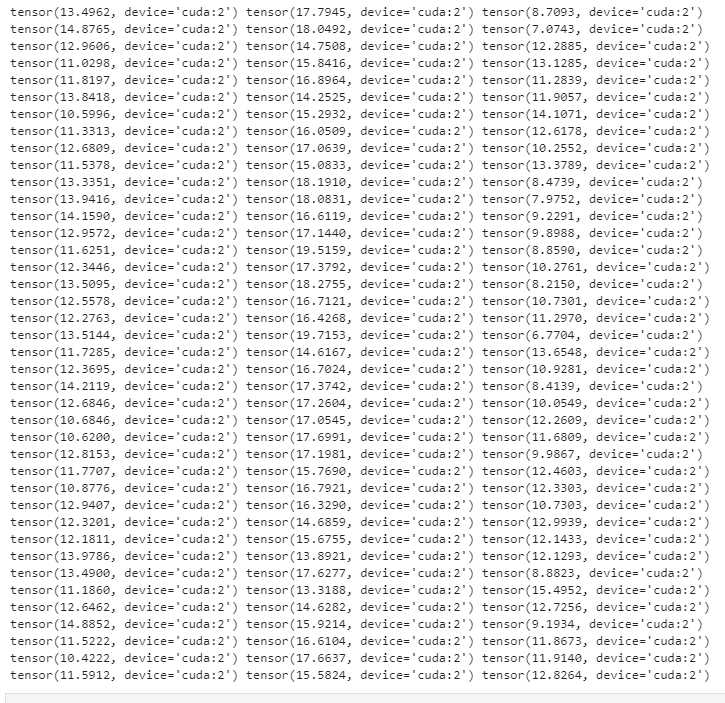 tensor(13.4962, device='cuda:2') tensor(17.7945, device='cuda:2') tensor(8.7093, device='cuda:2')
tensor(14.8765, device='cuda:2') tensor(18.0492, device='cuda:2') tensor(7.0743, device='cuda:2')
tensor(12.9606, device='cuda:2') tensor(14.7508, device='cuda:2') tensor(12.2885, device='cuda:2')
tensor(11.0298, device='cuda:2') tensor(15.8416, device='cuda:2') tensor(13.1285, device='cuda:2')
tensor(11.8197, device='cuda:2') tensor(16.8964, device='cuda:2') tensor(11.2839, device='cuda:2')
tensor(13.8418, device='cuda:2') tensor(14.2525, device='cuda:2') tensor(11.9057, device='cuda:2')
tensor(10.5996, device='cuda:2') tensor(15.2932, device='cuda:2') tensor(14.1071, device='cuda:2')
tensor(11.3313, device='cuda:2') tensor(16.0509, device='cuda:2') tensor(12.6178, device='cuda:2')
tensor(12.6809, device='cuda:2') tensor(17.0639, device='cuda:2') tensor(10.2552, device='cuda:2')
tensor(11.5378, device='cuda:2') tensor(15.0833, device='cuda:2') tensor(13.3789, device='cuda:2')
tensor(13.3351, device='cuda:2') tensor(18.1910, device='cuda:2') tensor(8.4739, device='cuda:2')
tensor(13.9416, device='cuda:2') tensor(18.0831, device='cuda:2') tensor(7.9752, device='cuda:2')
tensor(14.1590, device='cuda:2') tensor(16.6119, device='cuda:2') tensor(9.2291, device='cuda:2')
tensor(12.9572, device='cuda:2') tensor(17.1440, device='cuda:2') tensor(9.8988, device='cuda:2')
tensor(11.6251, device='cuda:2') tensor(19.5159, device='cuda:2') tensor(8.8590, device='cuda:2')
tensor(12.3446, device='cuda:2') tensor(17.3792, device='cuda:2') tensor(10.2761, device='cuda:2')
tensor(13.5095, device='cuda:2') tensor(18.2755, device='cuda:2') tensor(8.2150, device='cuda:2')
tensor(12.5578, device='cuda:2') tensor(16.7121, device='cuda:2') tensor(10.7301, device='cuda:2')
tensor(12.2763, device='cuda:2') tensor(16.4268, device='cuda:2') tensor(11.2970, device='cuda:2')
tensor(13.5144, device='cuda:2') tensor(19.7153, device='cuda:2') tensor(6.7704, device='cuda:2')
tensor(11.7285, device='cuda:2') tensor(14.6167, device='cuda:2') tensor(13.6548, device='cuda:2')
tensor(12.3695, device='cuda:2') tensor(16.7024, device='cuda:2') tensor(10.9281, device='cuda:2')
tensor(14.2119, device='cuda:2') tensor(17.3742, device='cuda:2') tensor(8.4139, device='cuda:2')
tensor(12.6846, device='cuda:2') tensor(17.2604, device='cuda:2') tensor(10.0549, device='cuda:2')
tensor(10.6846, device='cuda:2') tensor(17.0545, device='cuda:2') tensor(12.2609, device='cuda:2')
tensor(10.6200, device='cuda:2') tensor(17.6991, device='cuda:2') tensor(11.6809, device='cuda:2')
tensor(12.8153, device='cuda:2') tensor(17.1981, device='cuda:2') tensor(9.9867, device='cuda:2')
tensor(11.7707, device='cuda:2') tensor(15.7690, device='cuda:2') tensor(12.4603, device='cuda:2')
tensor(10.8776, device='cuda:2') tensor(16.7921, device='cuda:2') tensor(12.3303, device='cuda:2')
tensor(12.9407, device='cuda:2') tensor(16.3290, device='cuda:2') tensor(10.7303, device='cuda:2')
tensor(12.3201, device='cuda:2') tensor(14.6859, device='cuda:2') tensor(12.9939, device='cuda:2')
tensor(12.1811, device='cuda:2') tensor(15.6755, device='cuda:2') tensor(12.1433, device='cuda:2')
tensor(13.9786, device='cuda:2') tensor(13.8921, device='cuda:2') tensor(12.1293, device='cuda:2')
tensor(13.4900, device='cuda:2') tensor(17.6277, device='cuda:2') tensor(8.8823, device='cuda:2')
tensor(11.1860, device='cuda:2') tensor(13.3188, device='cuda:2') tensor(15.4952, device='cuda:2')
tensor(12.6462, device='cuda:2') tensor(14.6282, device='cuda:2') tensor(12.7256, device='cuda:2')
tensor(14.8852, device='cuda:2') tensor(15.9214, device='cuda:2') tensor(9.1934, device='cuda:2')
tensor(11.5222, device='cuda:2') tensor(16.6104, device='cuda:2') tensor(11.8673, device='cuda:2')
tensor(10.4222, device='cuda:2') tensor(17.6637, device='cuda:2') tensor(11.9140, device='cuda:2')
tensor(11.5912, device='cuda:2') tensor(15.5824, device='cuda:2') tensor(12.8264, device='cuda:2')